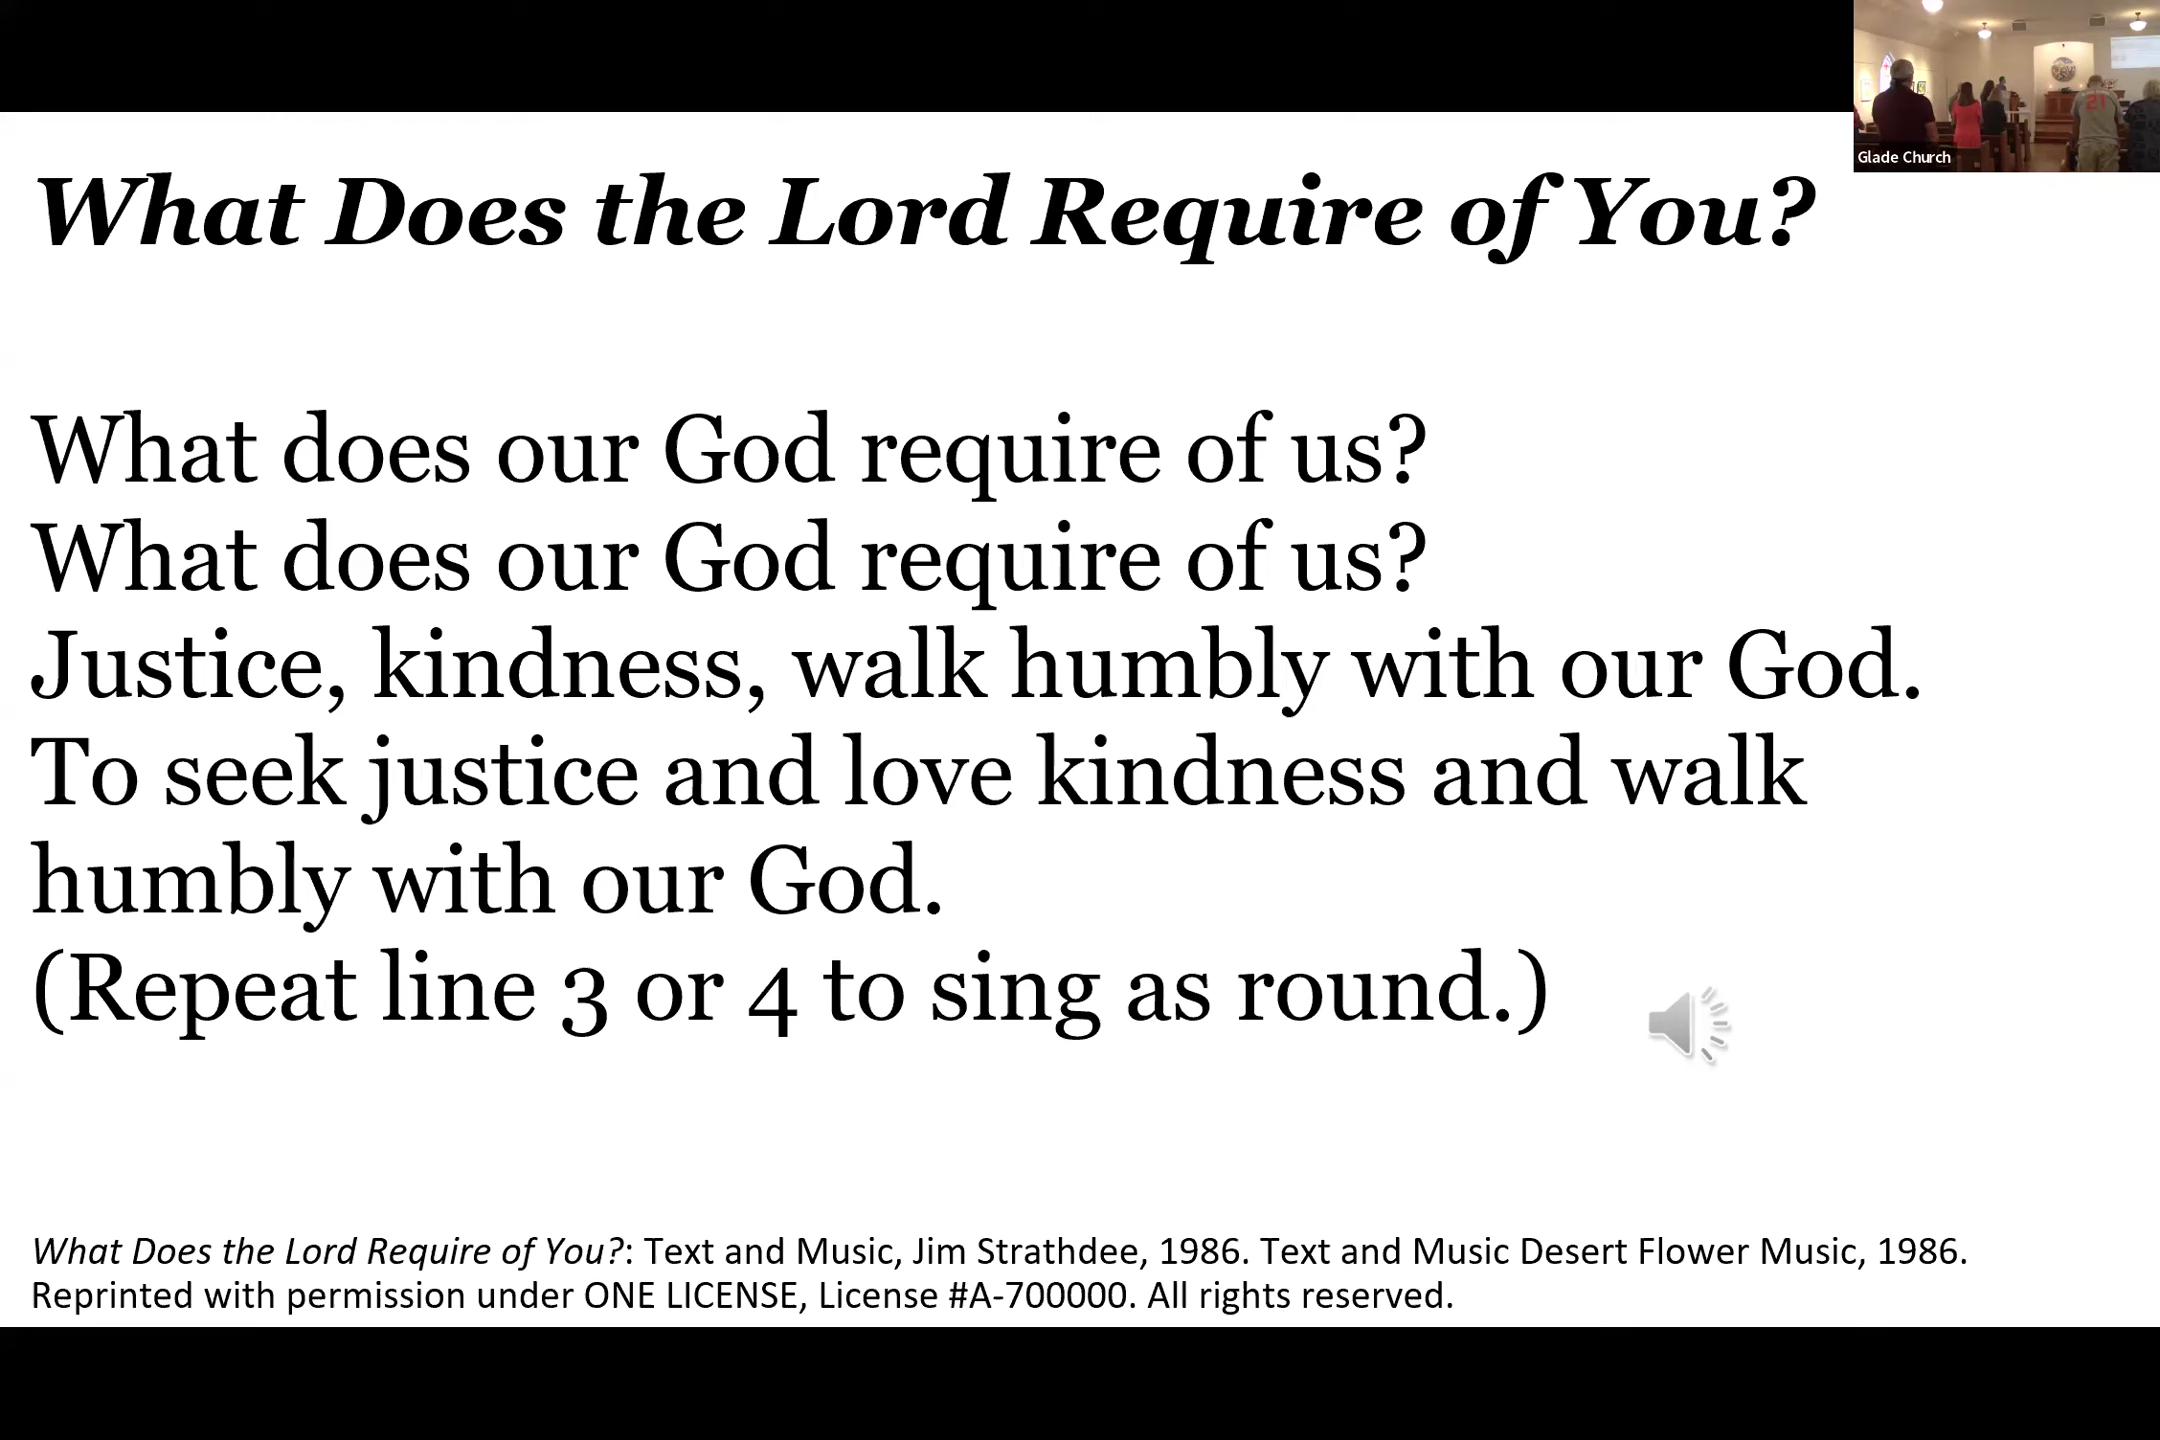 Glade Church
21
What Does the Lord Require of You?
What does our God require of us?
What does our God require of us?
Justice, kindness, walk humbly with our God.
To seek justice and love kindness and walk
humbly with our God.
(Repeat line 3 or 4 to sing as round.)
What Does the Lord Require of You?: Text and Music, Jim Strathdee, 1986. Text and Music Desert Flower Music, 1986.
Reprinted with permission under ONE LICENSE, License #A-700000. All rights reserved.